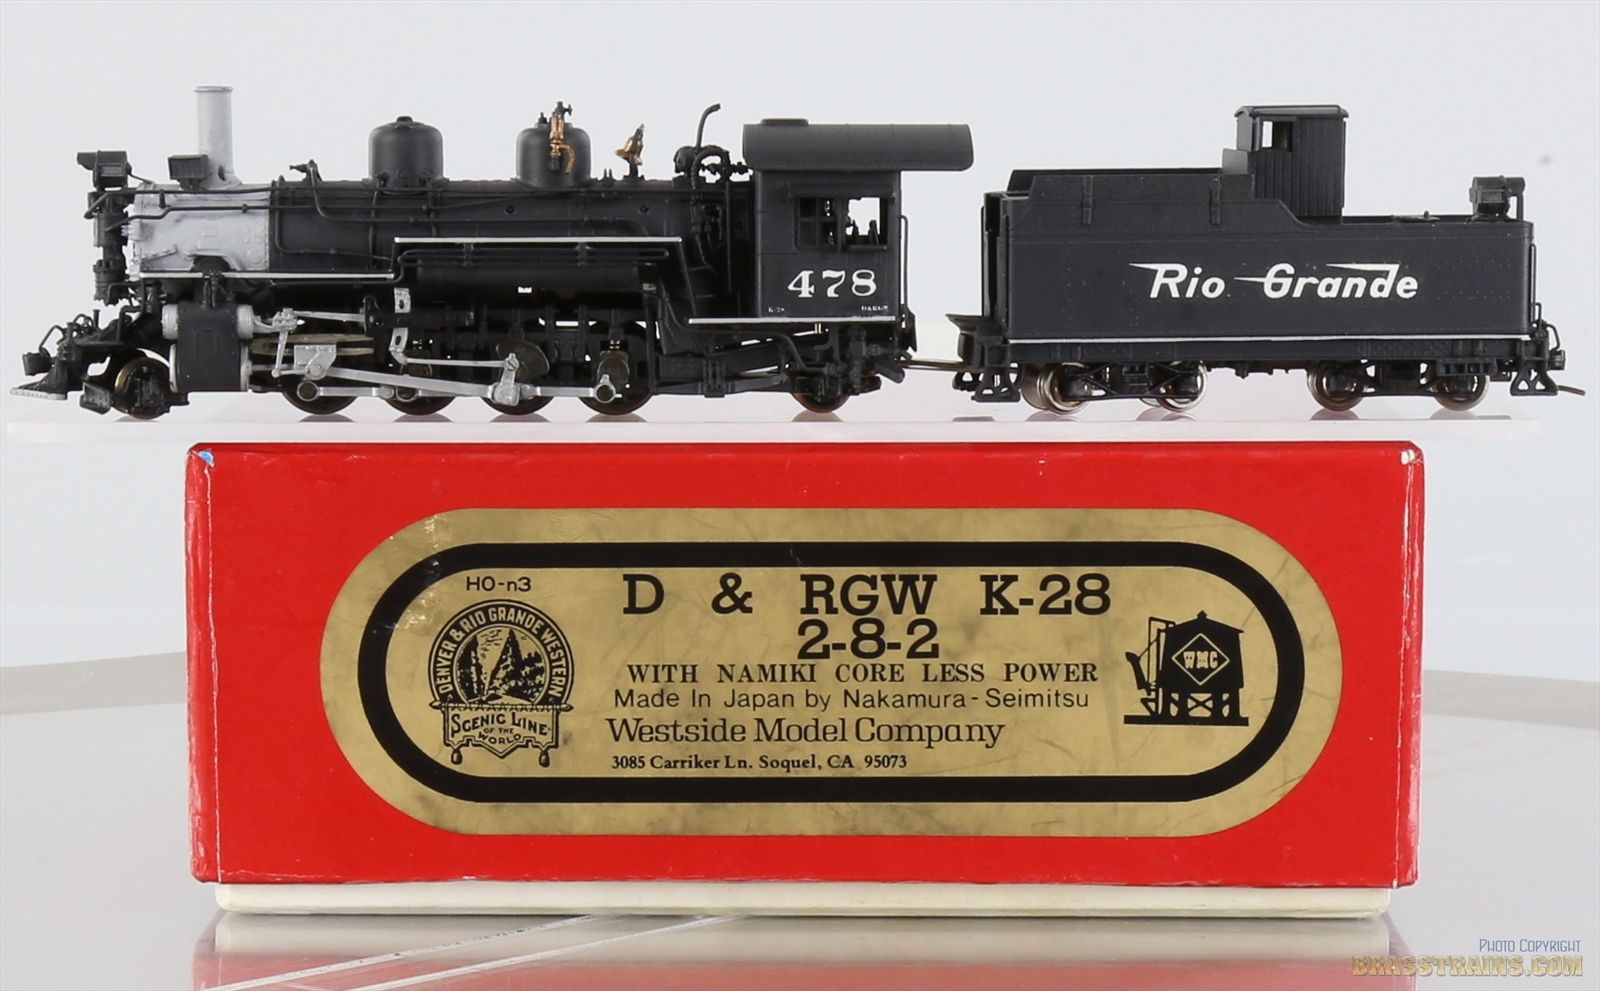 478
Rio Grande
HO-n3
D & RGW K-28
2-8-2
WITH NAMIKI CORE LESS POWER
Made In Japan by Nakamura-Seimitsu
Westside Model Company
3085 Carriker Ln. Soquel, CA 95073
DENVER & RIO GRANDE WESTERN
SCENIC LINE
OF THE
WORLD
WMC
PHOTO COPYRIGHT
BRASSTRAINS.COM